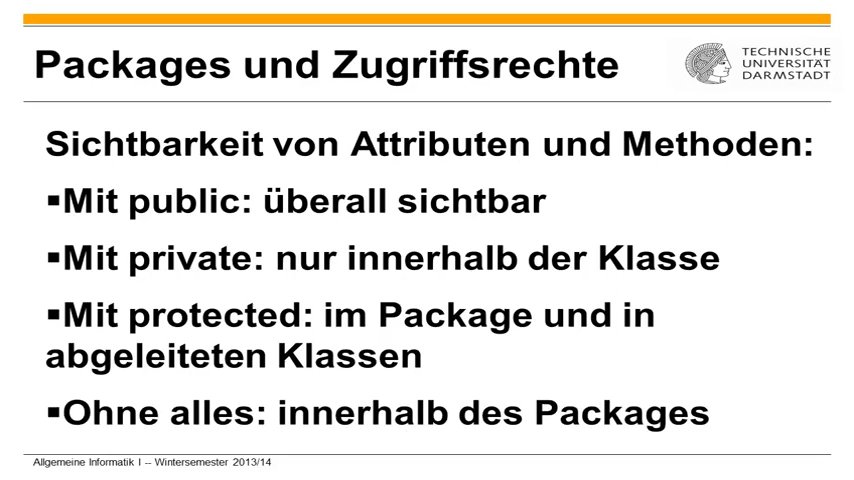 Packages und Zugriffsrechte
TECHNISCHE
UNIVERSITÄT
DARMSTADT
Sichtbarkeit von Attributen und Methoden:
▪Mit public: überall sichtbar
▪Mit private: nur innerhalb der Klasse
▪Mit protected: im Package und in
abgeleiteten Klassen
▪Ohne alles: innerhalb des Packages
Allgemeine Informatik I -- Wintersemester 2013/14